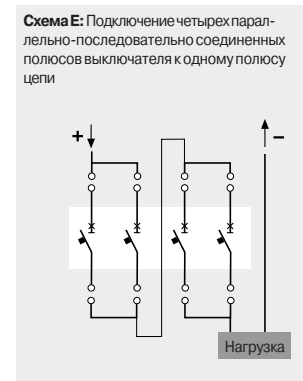 Схема E: Подключение четырех парал-
лельно-последовательно соединенных
полюсов выключателя к одному полюсу
цепи
+ –
Нагрузка